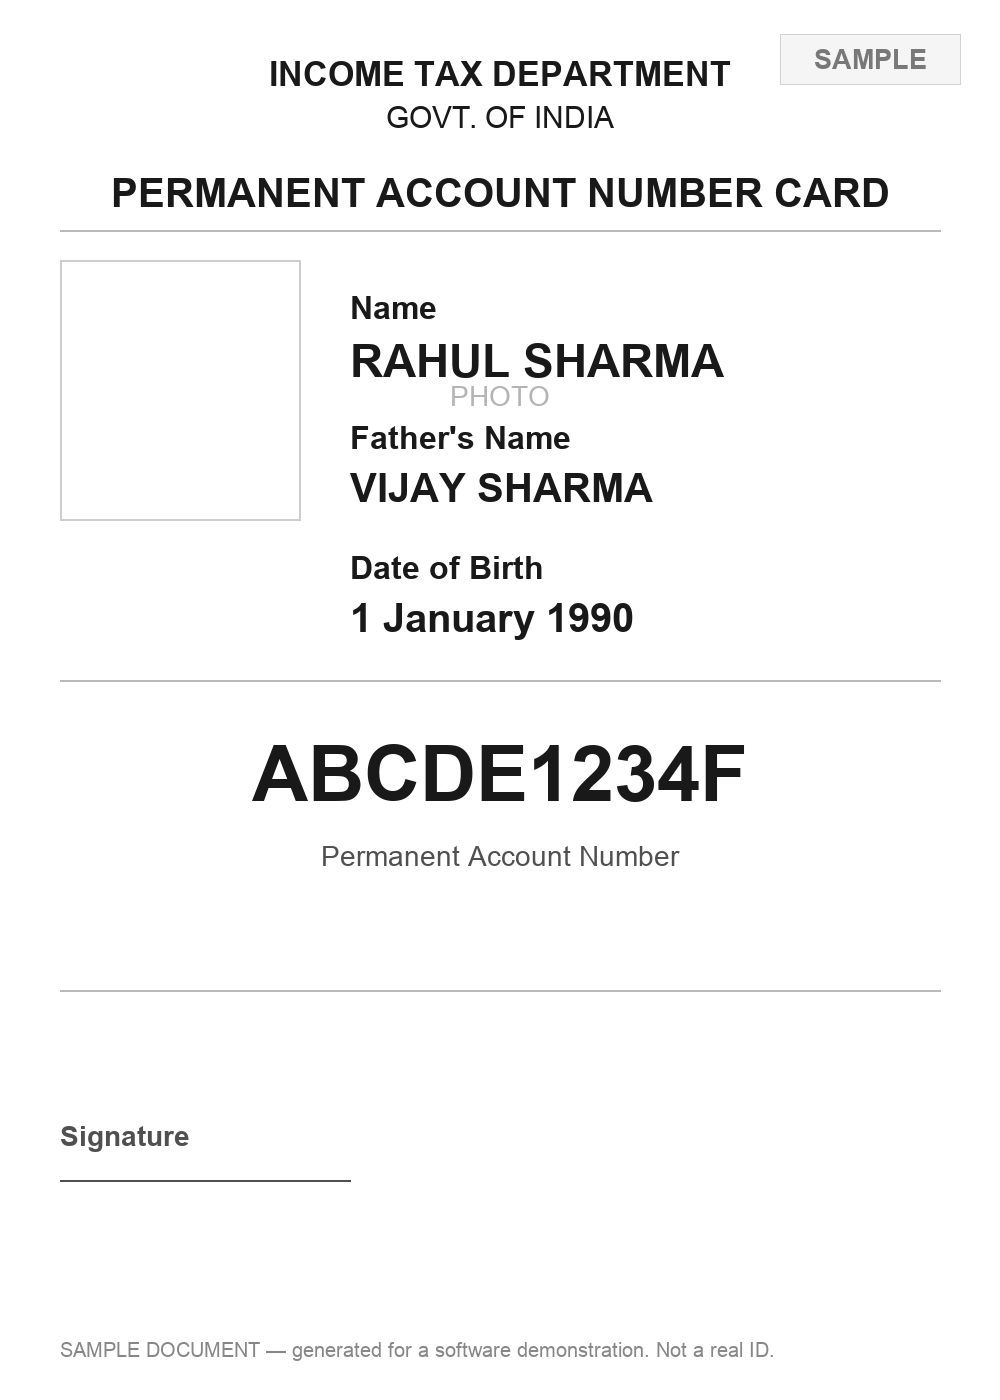 SAMPLE
INCOME TAX DEPARTMENT
GOVT. OF INDIA
PERMANENT ACCOUNT NUMBER CARD
Name
RAHUL SHARMA
PHOTO
Father's Name
VIJAY SHARMA
Date of Birth
1 January 1990
ABCDE1234F
Permanent Account Number
Signature
SAMPLE DOCUMENT — generated for a software demonstration. Not a real ID.